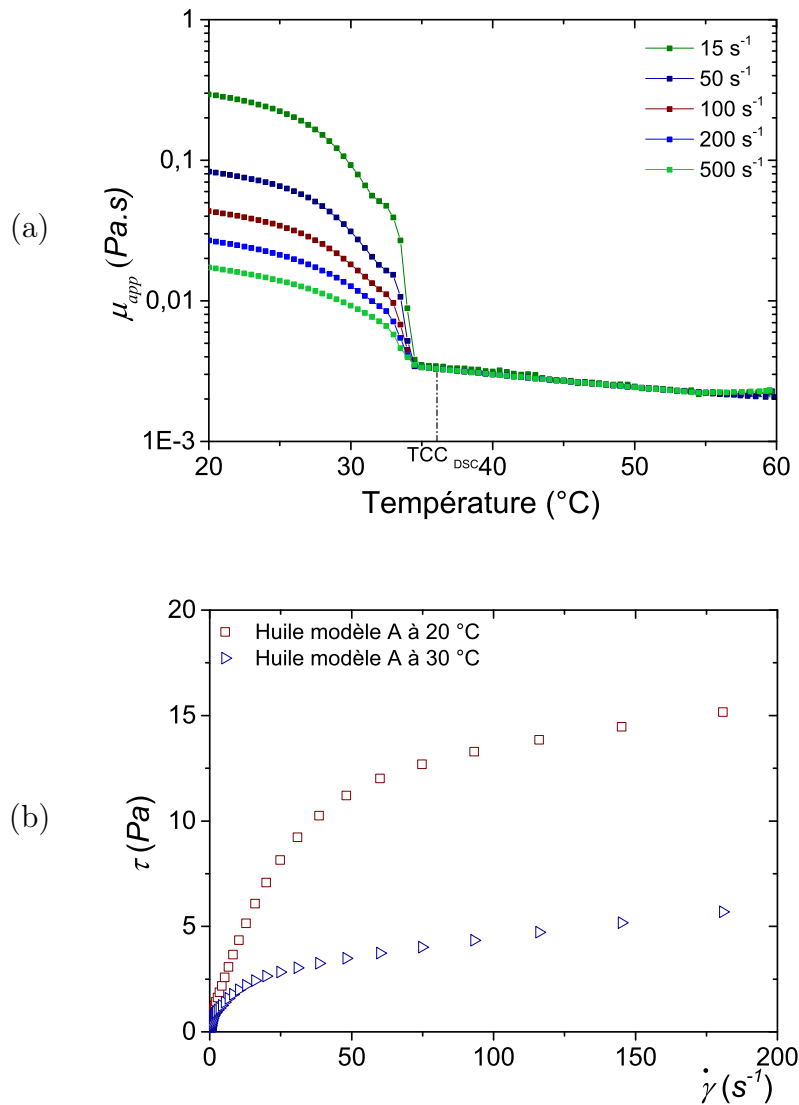 (a)
1
0,1
0,01
1E-3
μapp (Pa.s)
15 s-1
50 s-1
100 s-1
200 s-1
500 s-1
TCC DSC
20 30 40 50 60
Température (°C)
(b)
20
15
10
5
0
τ (Pa)
Huile modèle A à 20 °C
Huile modèle A à 30 °C
0 50 100 150 200
γ̇ (s-1)